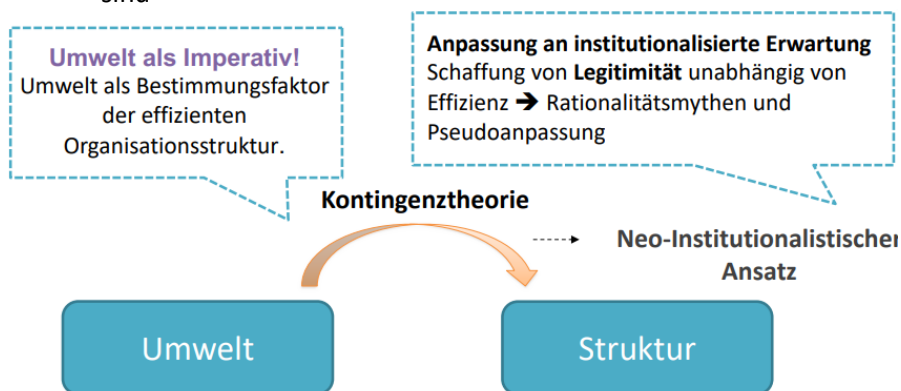 sind
Umwelt als Imperativ!
Umwelt als Bestimmungsfaktor
der effizienten
Organisationsstruktur.
Anpassung an institutionalisierte Erwartung
Schaffung von Legitimität unabhängig von
Effizienz ➔ Rationalitätsmythen und
Pseudoanpassung
Kontingenztheorie
Neo-Institutionalistischer
Ansatz
Umwelt
Struktur